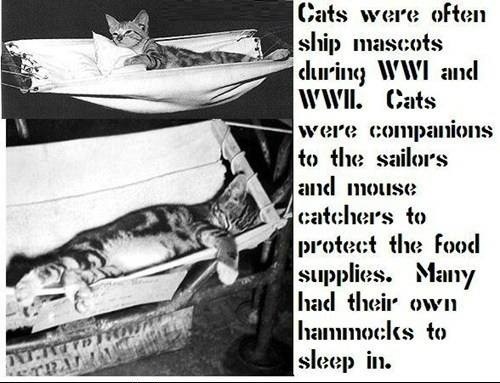 Cats were often
ship mascots
during WWI and
WWII. Cats
were companions
to the sailors
and mouse
catchers to
protect the food
supplies. Many
had their own
hammocks to
sleep in.